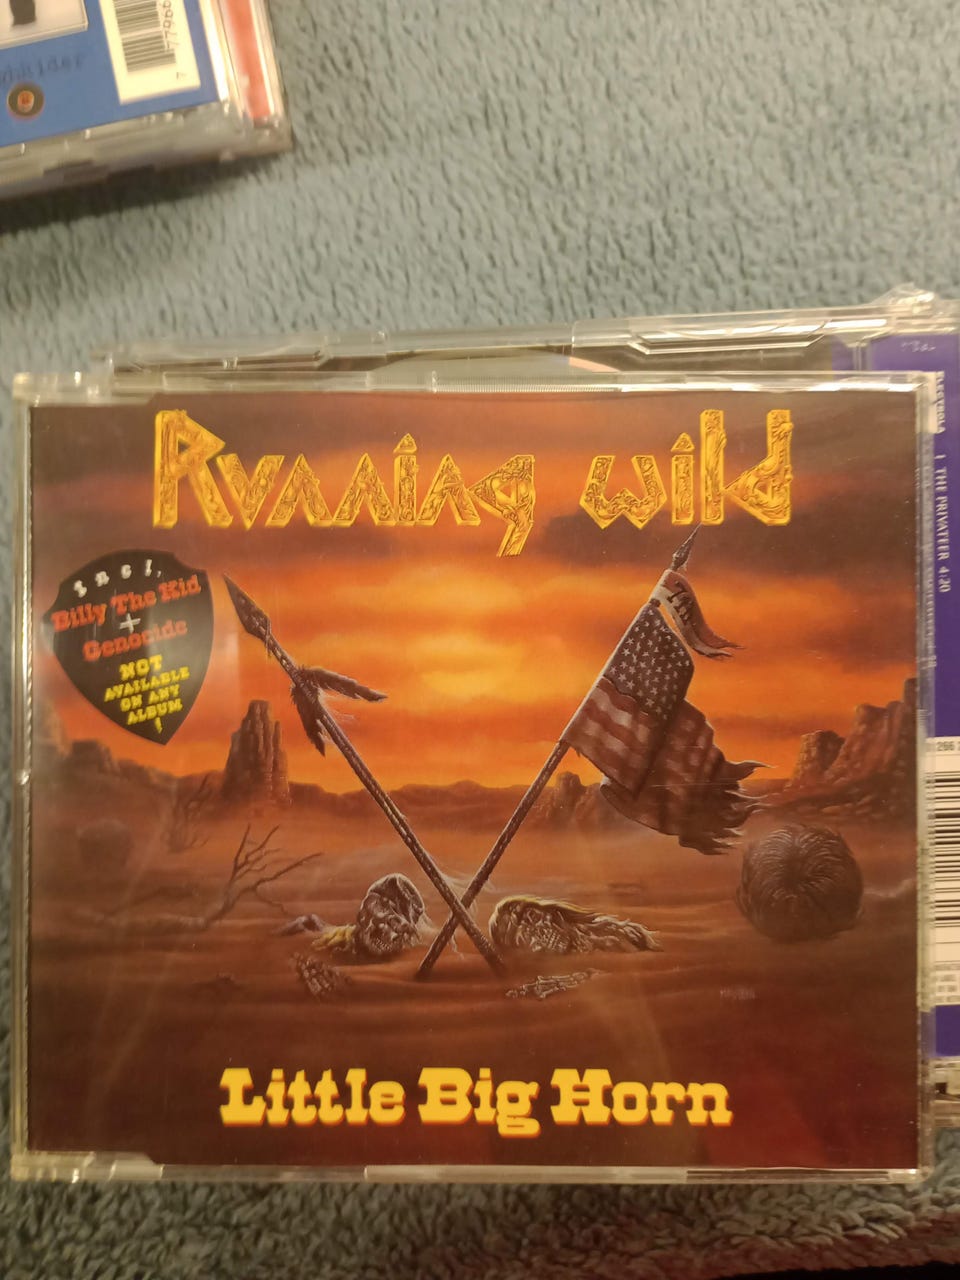 Running wild
incl.
Billy The Kid
+
Genocide
NOT
AVAILABLE
ON ANY
ALBUM
!
7th
Little Big Horn
ELECTROLA
1 THE PRIVATEER 4:20